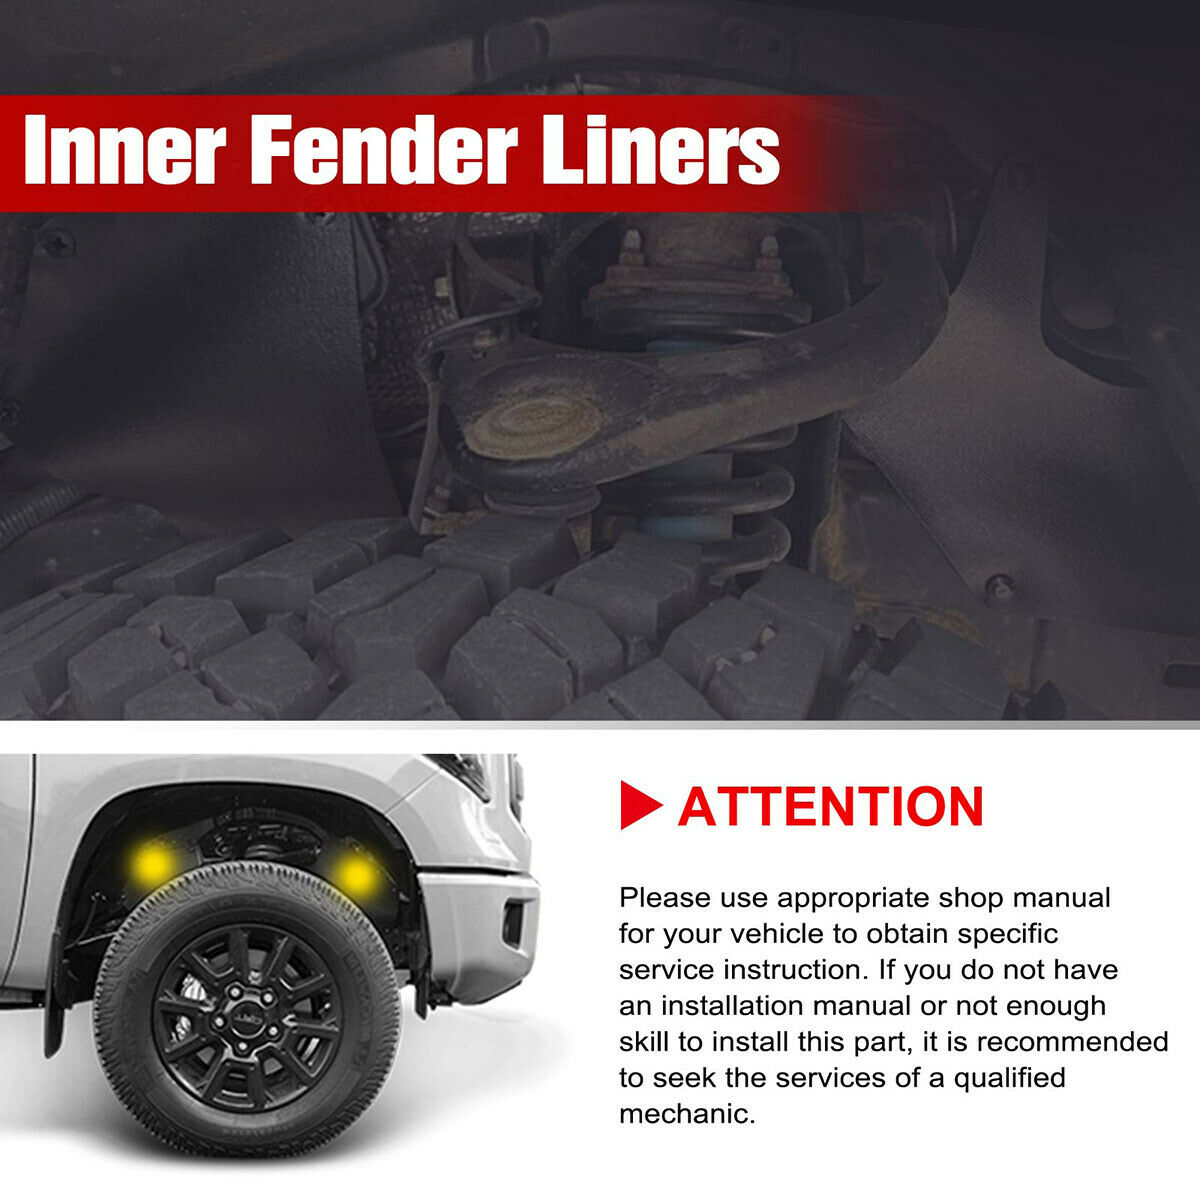 Inner Fender Liners
ATTENTION
Please use appropriate shop manual
for your vehicle to obtain specific
service instruction. If you do not have
an installation manual or not enough
skill to install this part, it is recommended
to seek the services of a qualified
mechanic.